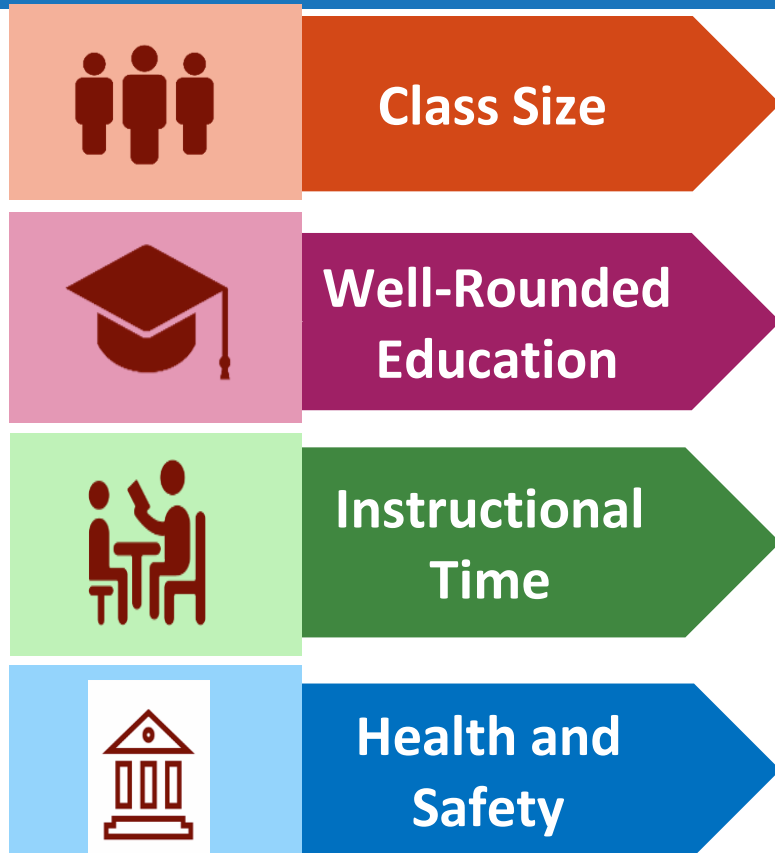 Class Size
Well-Rounded
Education
Instructional
Time
Health and
Safety